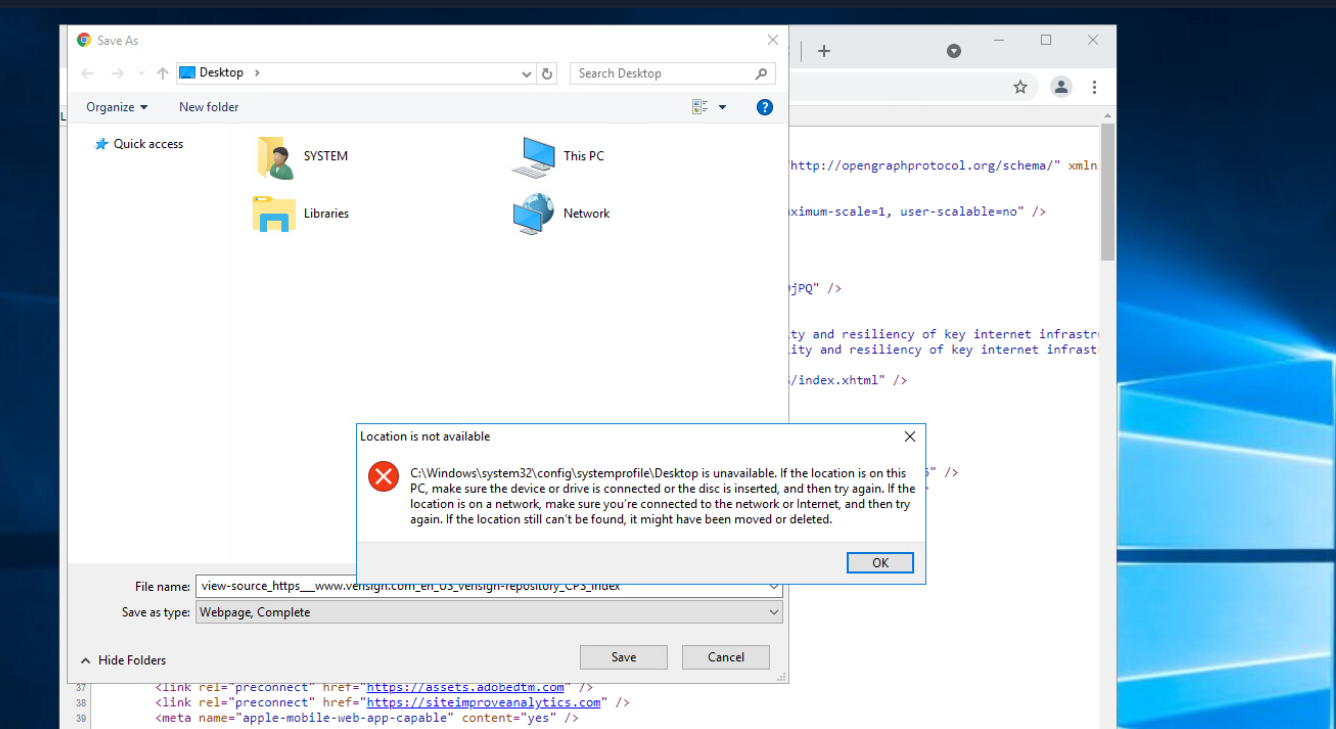 Save As
Desktop
Search Desktop
Organize
New folder
?
Quick access
SYSTEM
This PC
Libraries
Network
"http://opengraphprotocol.org/schema/" xmln
ximum-scale=1, user-scalable=no" />
jPQ" />
ity and resiliency of key internet infrastru
ity and resiliency of key internet infrast
/index.xhtml" />
" />
Location is not available
C:\Windows\system32\config\systemprofile\Desktop is unavailable. If the location is on this
PC, make sure the device or drive is connected or the disc is inserted, and then try again. If the
location is on a network, make sure you're connected to the network or Internet, and then try
again. If the location still can't be found, it might have been moved or deleted.
OK
File name: view-source_https__www.verisign.com_en_US_verisign-repository_CPS_index
Save as type: Webpage, Complete
Hide Folders
Save
Cancel
37 <link rel="preconnect" href="https://assets.adobedtm.com" />
38 <link rel="preconnect" href="https://siteimproveanalytics.com" />
39 <meta name="apple-mobile-web-app-capable" content="yes" />